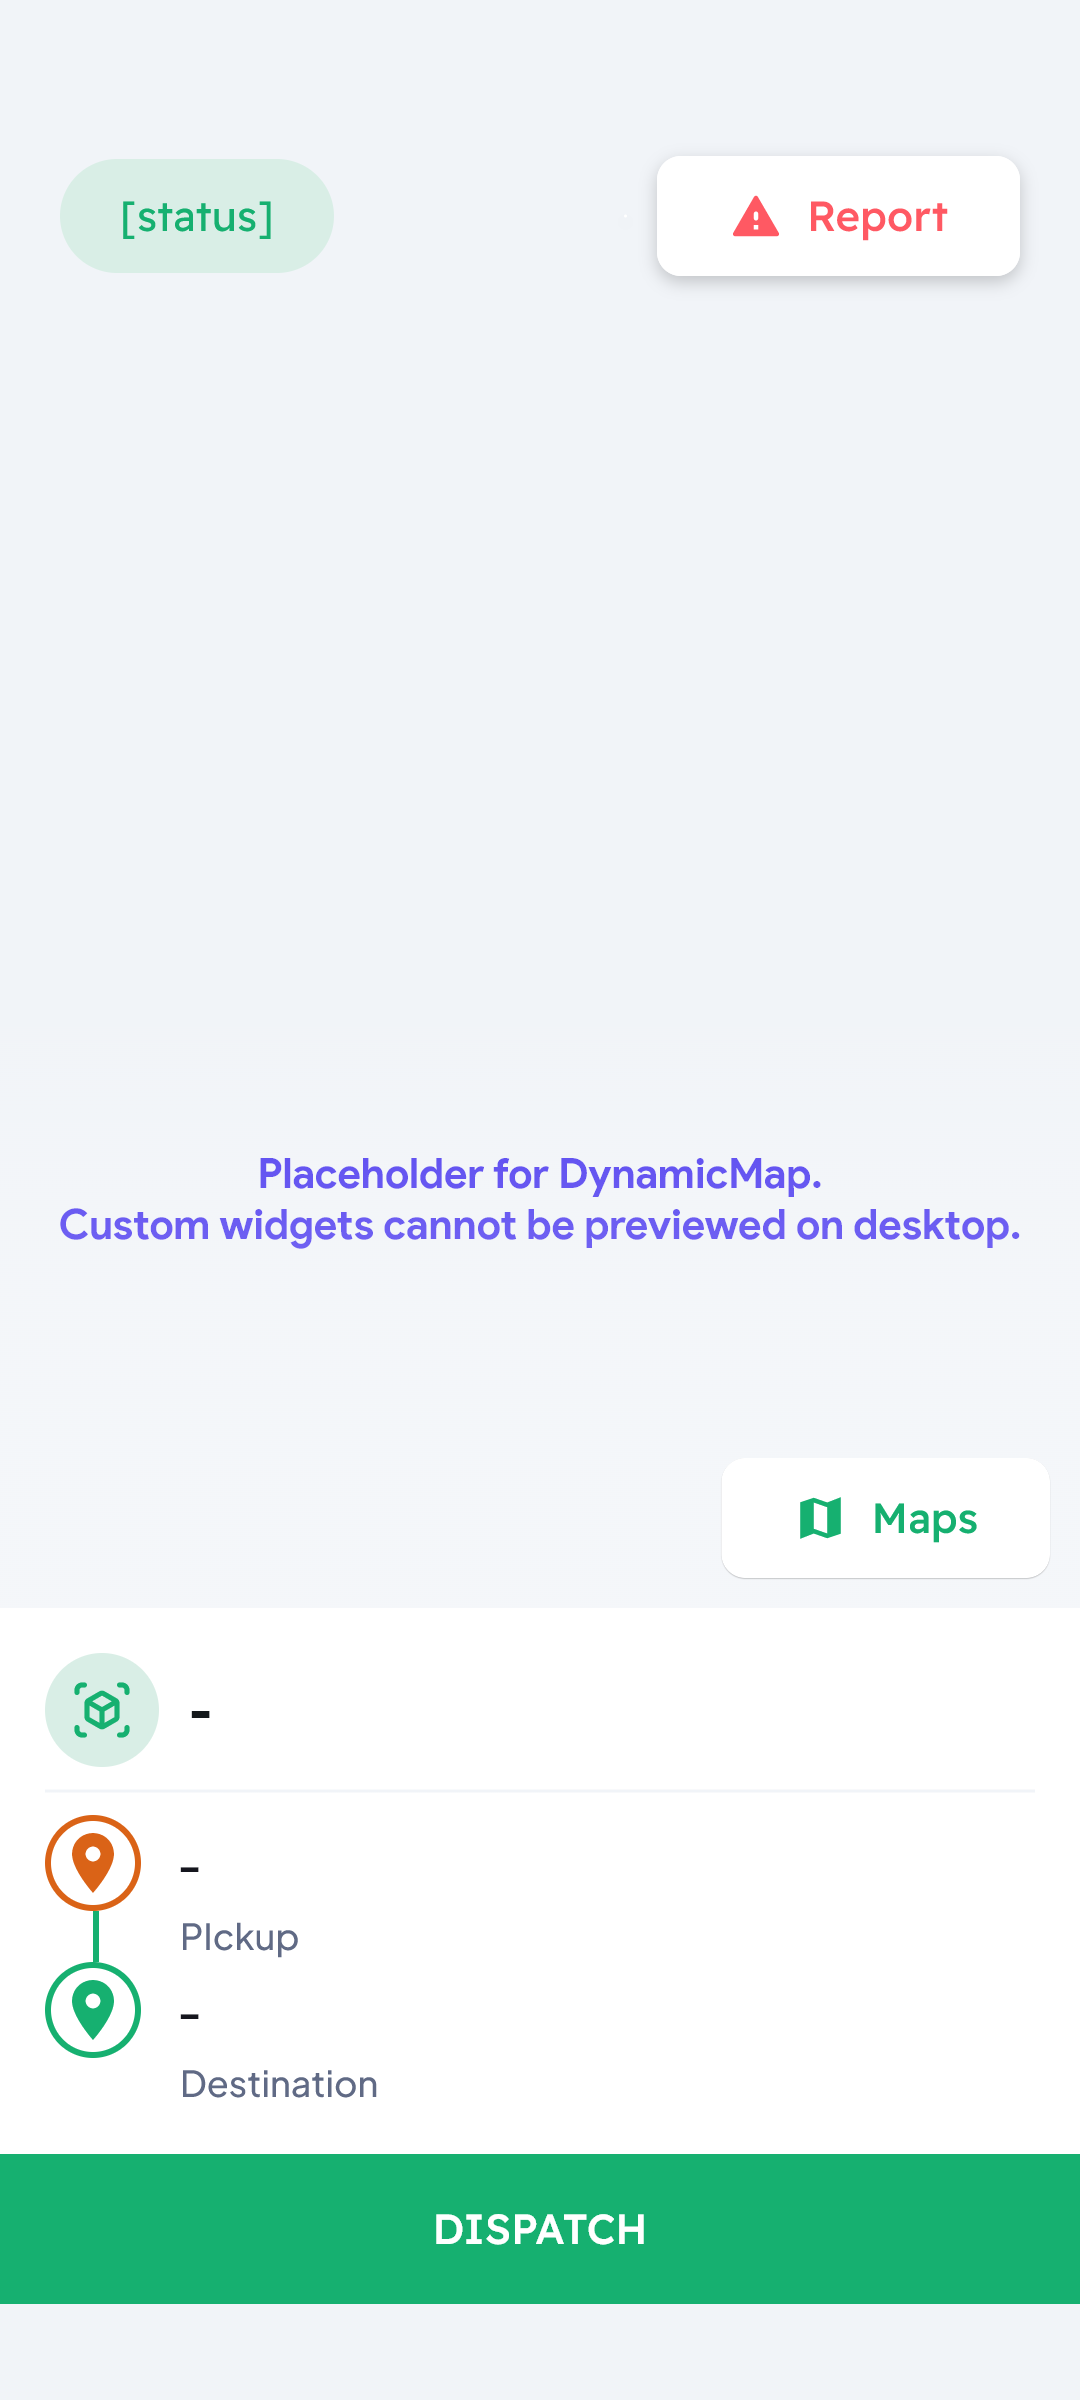 [status]
Report
Placeholder for DynamicMap.
Custom widgets cannot be previewed on desktop.
Maps
-
-
PIckup
-
Destination
DISPATCH